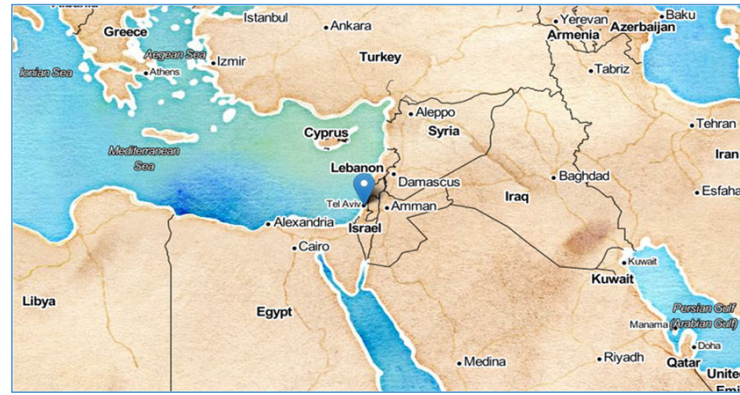 Istanbul
Ankara
Yerevan
Baku
Greece
Armenia
Azerbaijan
Aegean Sea
Izmir
Turkey
Ionian Sea
Athens
Tabriz
Aleppo
Tehran
Cyprus
Syria
Mediterranean
Sea
Iran
Lebanon
Damascus
Baghdad
Iraq
Esfaha
Tel Aviv
Amman
Alexandria
Israel
Cairo
Kuwait
Kuwait
Libya
Egypt
Persian Gulf
(Arabian Gulf)
Manama
Doha
Medina
Riyadh
Qatar
Unite